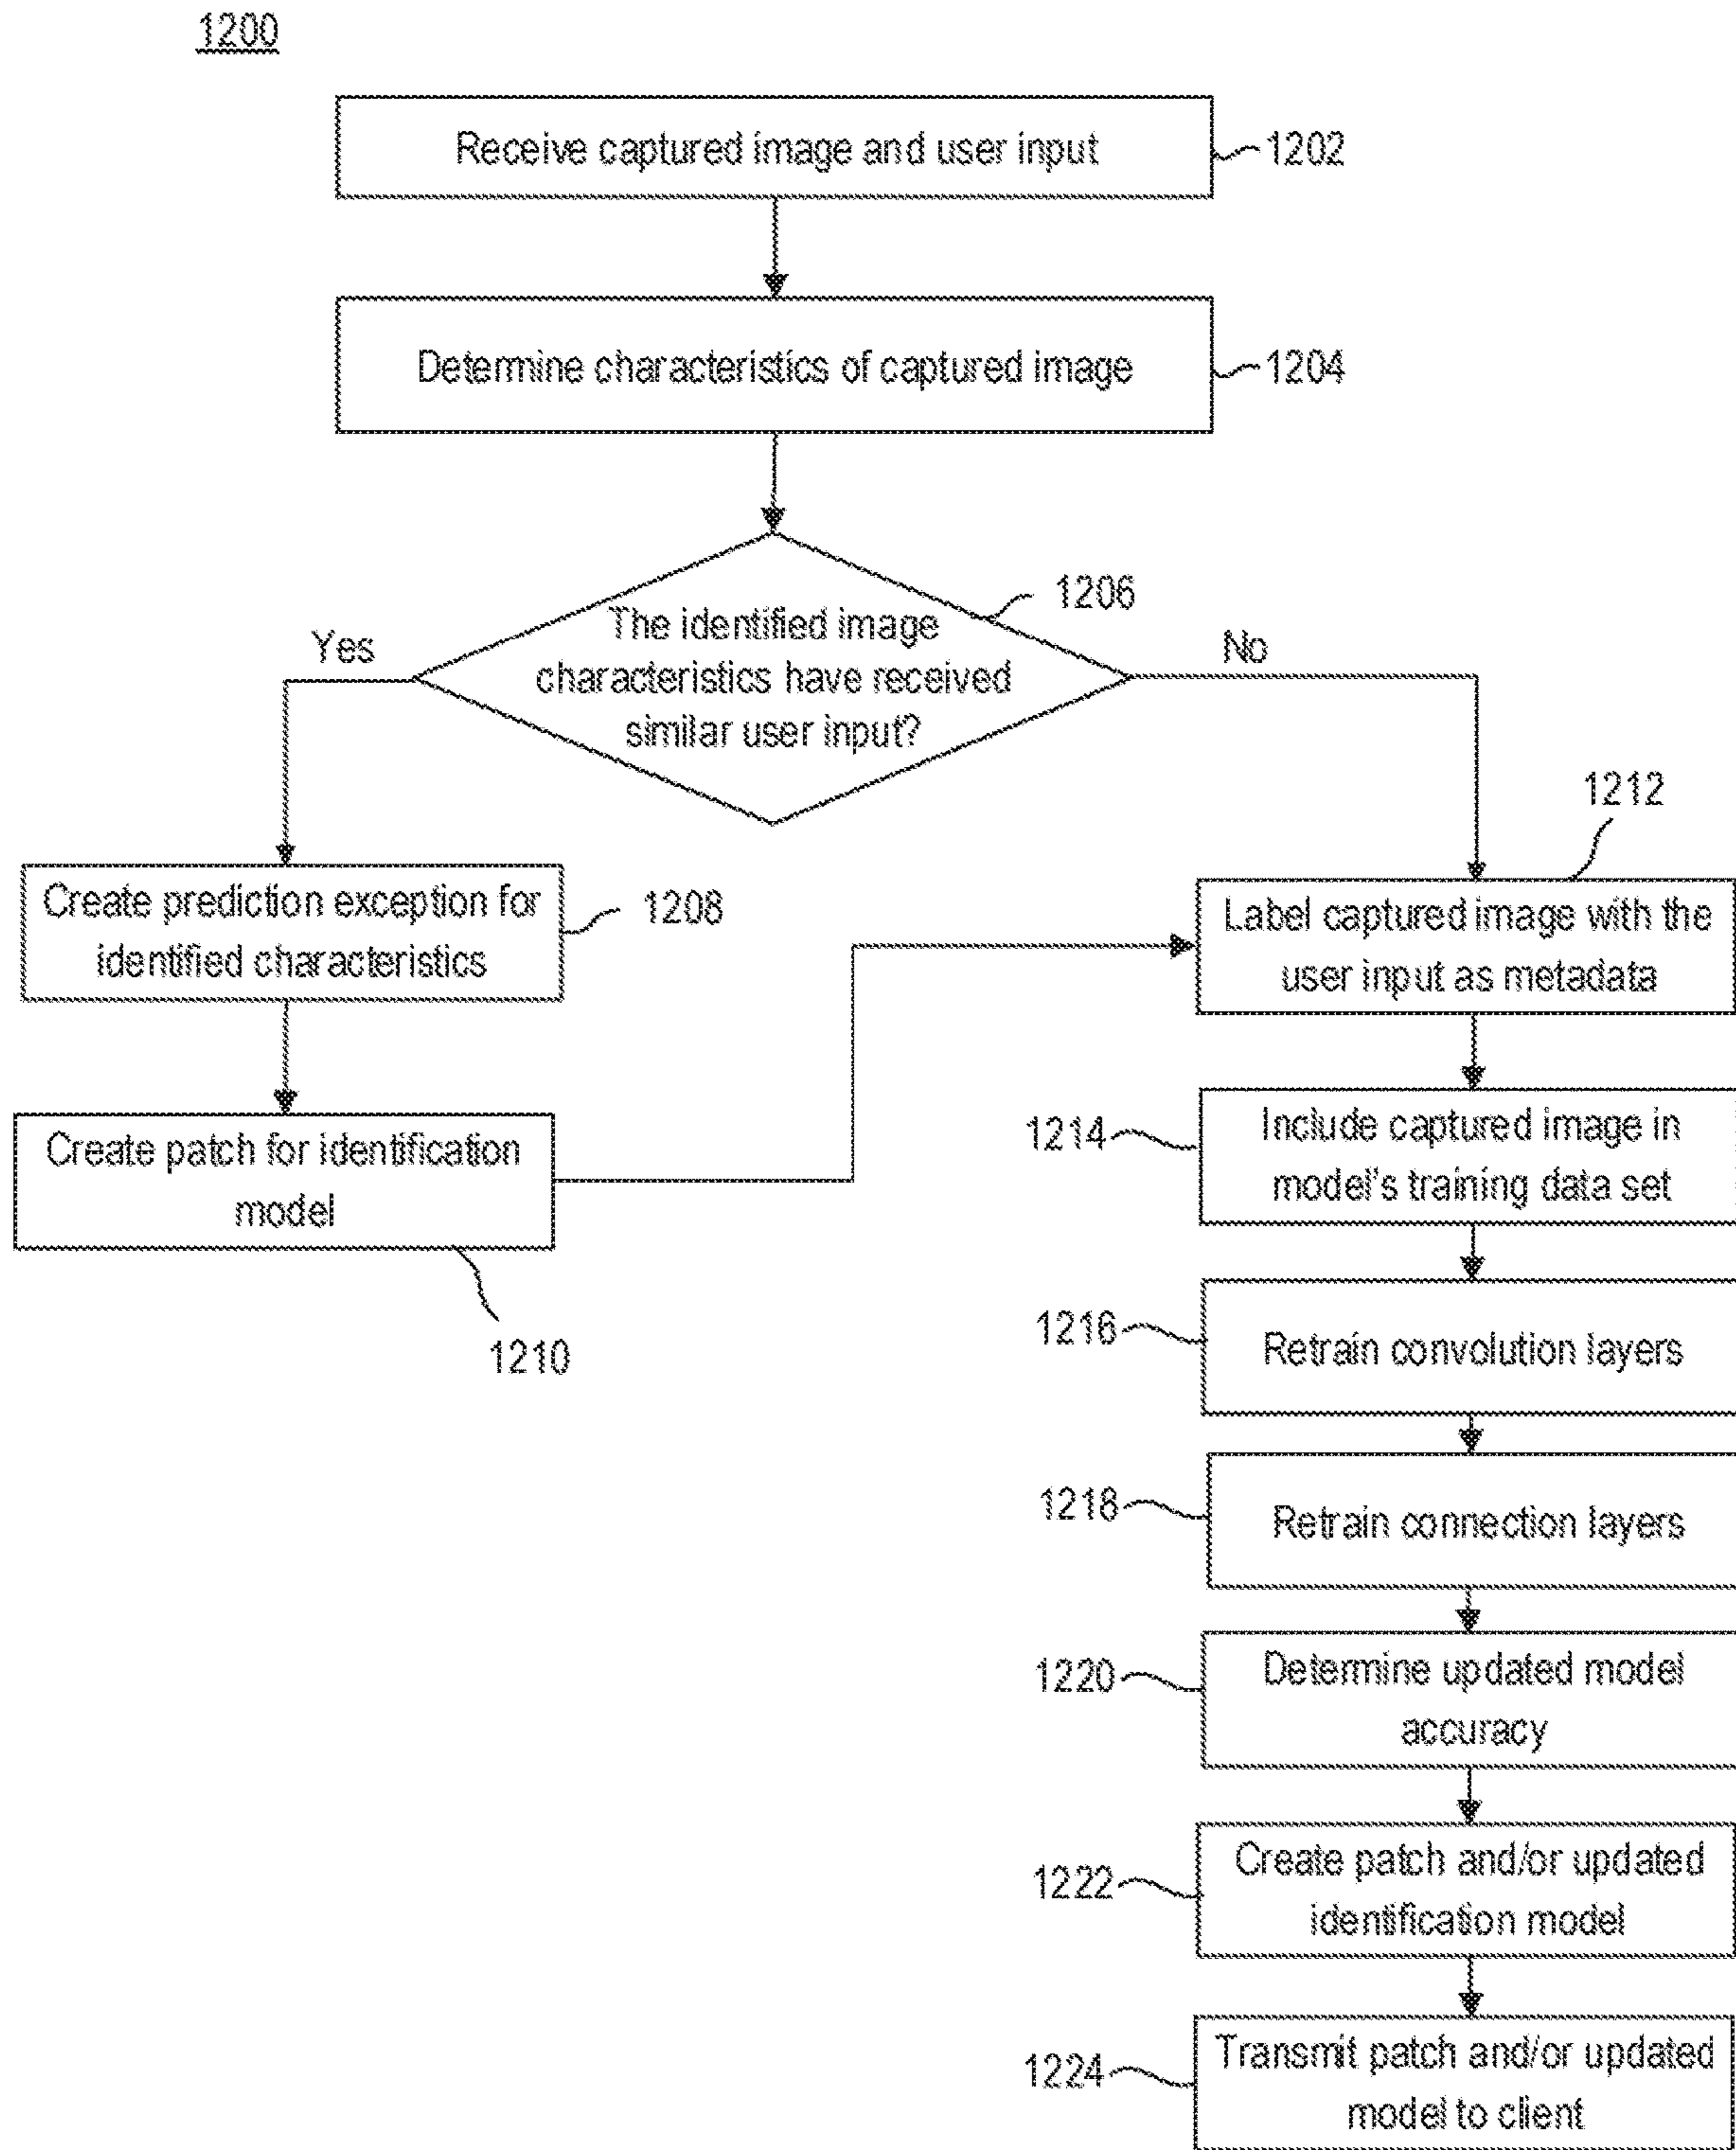 1200
Receive captured image and user input
1202
Determine characteristics of captured image
1204
1206
The identified image
characteristics have received
similar user input?
Yes
No
Create prediction exception for
identified characteristics
1208
Create patch for identification
model
1210
1212
Label captured image with the
user input as metadata
1214
Include captured image in
model's training data set
1216
Retrain convolution layers
1218
Retrain connection layers
1220
Determine updated model
accuracy
1222
Create patch and/or updated
identification model
1224
Transmit patch and/or updated
model to client